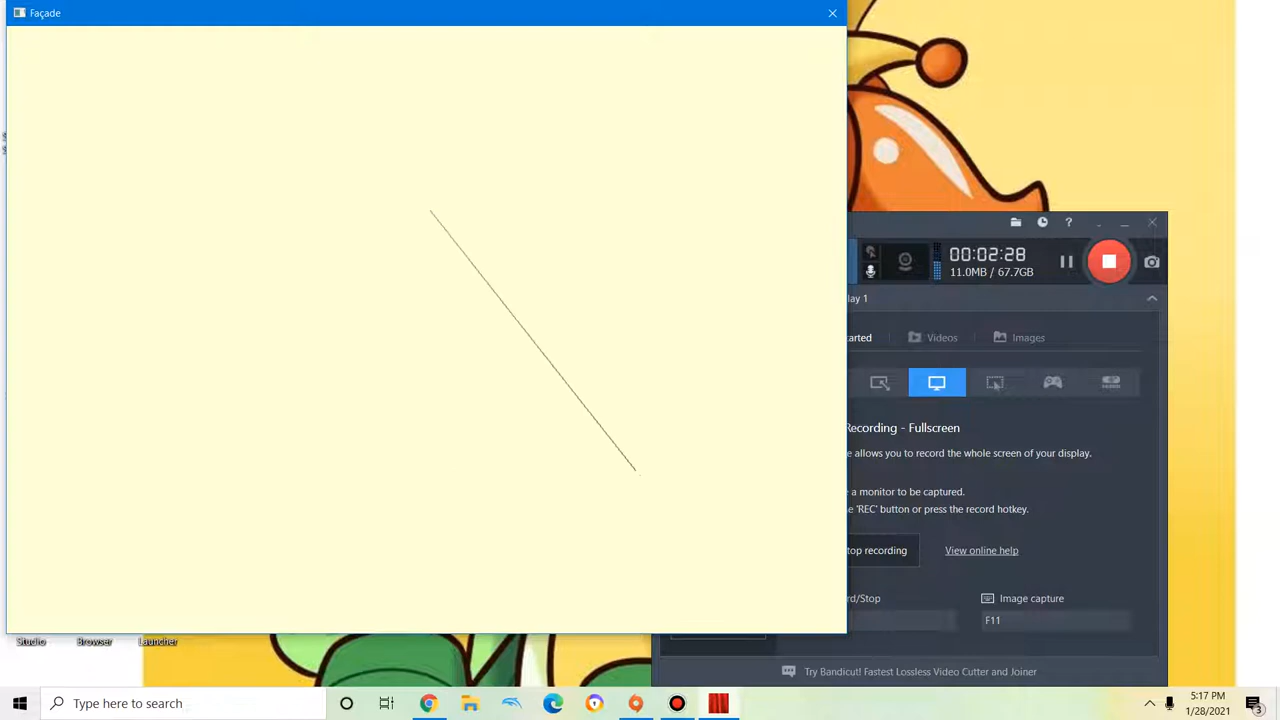 Façade
00:02:28
11.0MB / 67.7GB
lay 1
arted
Videos
Images
Recording - Fullscreen
e allows you to record the whole screen of your display.
e a monitor to be captured.
e 'REC' button or press the record hotkey.
top recording
View online help
rd/Stop
Image capture
F11
Try Bandicut! Fastest Lossless Video Cutter and Joiner
Studio
Browser
Launcher
Type here to search
5:17 PM
1/28/2021
3